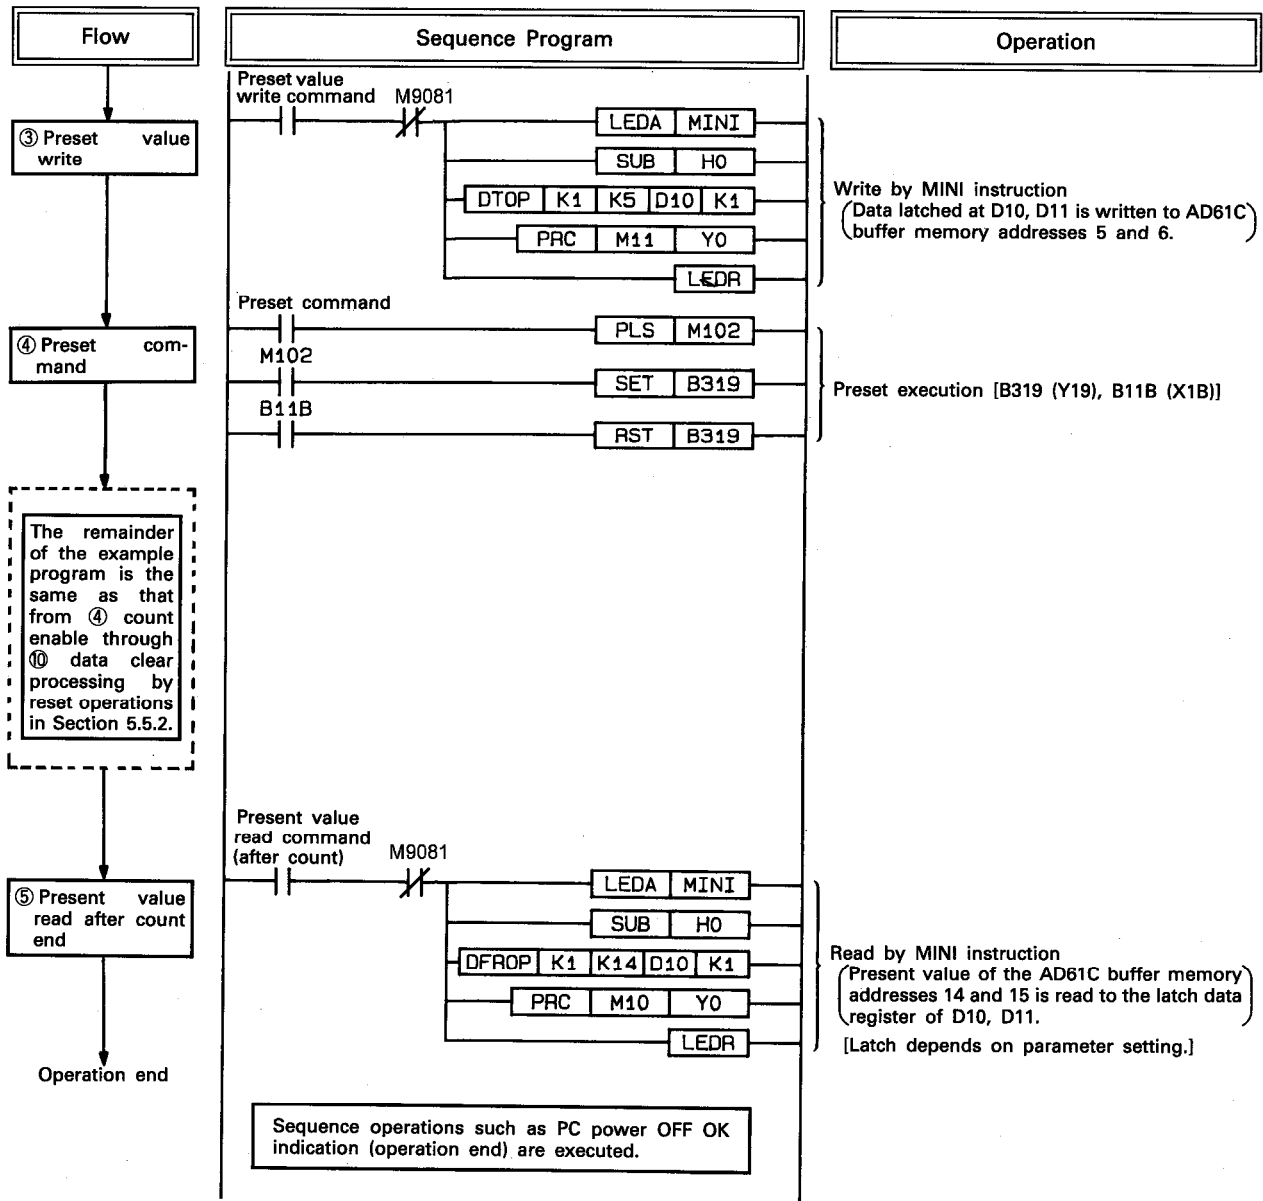 Flow
Sequence Program
Operation
③ Preset value
write
Preset value
write command
M9081
LEDA MINI
SUB H0
DTOP K1 K5 D10 K1
PRC M11 Y0
LEDR
Write by MINI instruction
(Data latched at D10, D11 is written to AD61C
buffer memory addresses 5 and 6.)
④ Preset com-
mand
Preset command
PLS M102
M102
SET B319
B11B
RST B319
Preset execution [B319 (Y19), B11B (X1B)]
The remainder
of the example
program is the
same as that
from ④ count
enable through
⑩ data clear
processing by
reset operations
in Section 5.5.2.
⑤ Present value
read after count
end
Present value
read command
(after count)
M9081
LEDA MINI
SUB H0
DFROP K1 K14 D10 K1
PRC M10 Y0
LEDR
Read by MINI instruction
(Present value of the AD61C buffer memory
addresses 14 and 15 is read to the latch data
register of D10, D11.)
[Latch depends on parameter setting.]
Operation end
Sequence operations such as PC power OFF OK
indication (operation end) are executed.